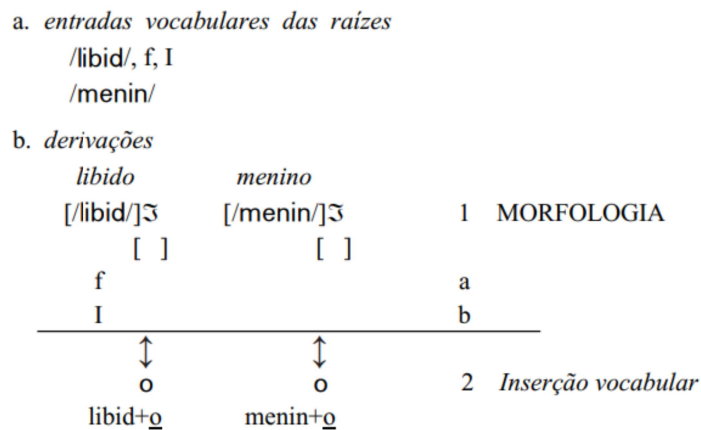 a. entradas vocabulares das raízes
/libid/, f, I
/menin/
b. derivações
libido menino
[/libid/]ℑ [/menin/]ℑ 1 MORFOLOGIA
[ ] [ ]
f a
I b
↕ ↕
o o 2 Inserção vocabular
libid+o menin+o